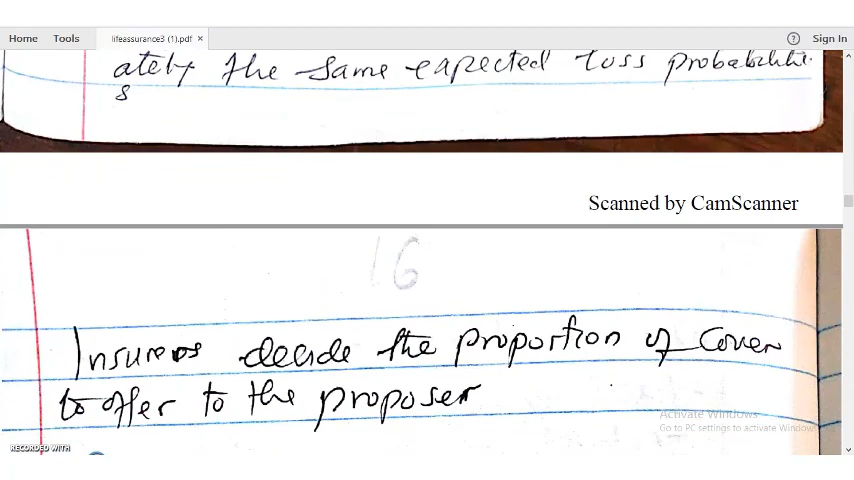 Home Tools lifeassurance3 (1).pdf × ? Sign In
ately the same expected loss probabilitie
s
Scanned by CamScanner
16
Insurers decide the proportion of Cover
to offer to the proposer
Activate Windows
Go to PC settings to activate Windows.
RECORDED WITH